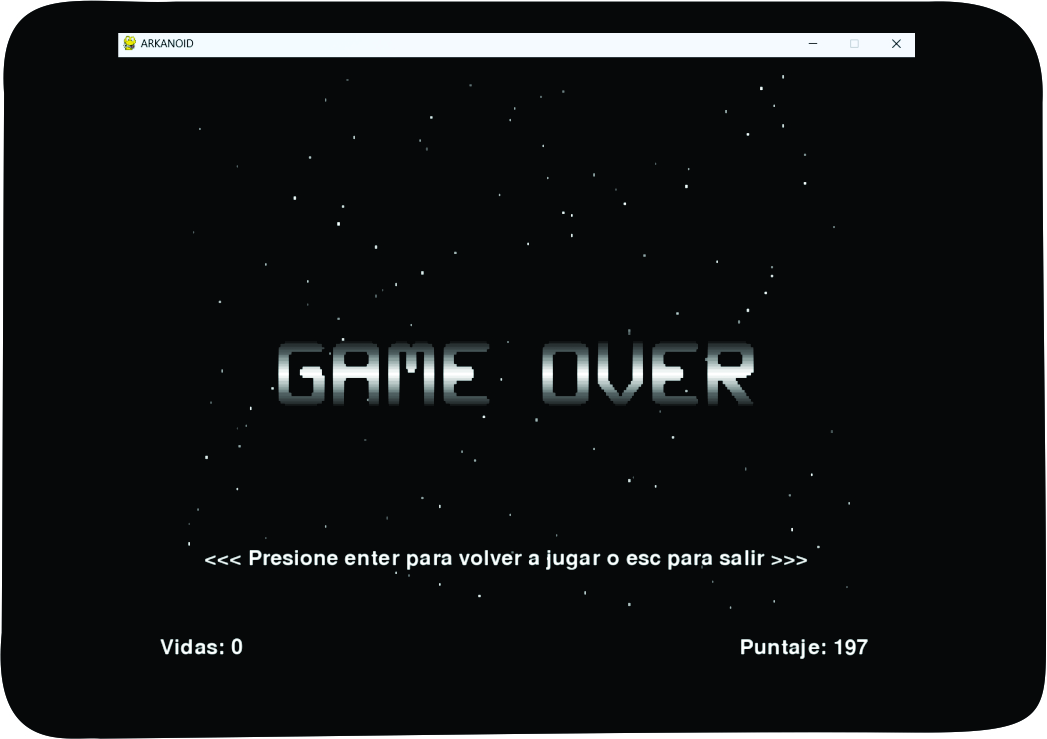 ARKANOID
GAME OVER
<<< Presione enter para volver a jugar o esc para salir >>>
Vidas: 0
Puntaje: 197